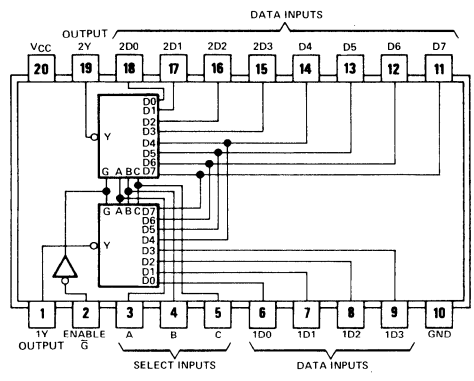 DATA INPUTS
OUTPUT
VCC 2Y 2D0 2D1 2D2 2D3 D4 D5 D6 D7
20 19 18 17 16 15 14 13 12 11
D0
D1
D2
D3
Y D4
D5
D6
G A B C D7
G A B C D7
D6
D5
Y D4
D3
D2
D1
D0
1 2 3 4 5 6 7 8 9 10
1Y ENABLE A B C 1D0 1D1 1D2 1D3 GND
OUTPUT G̅
SELECT INPUTS DATA INPUTS